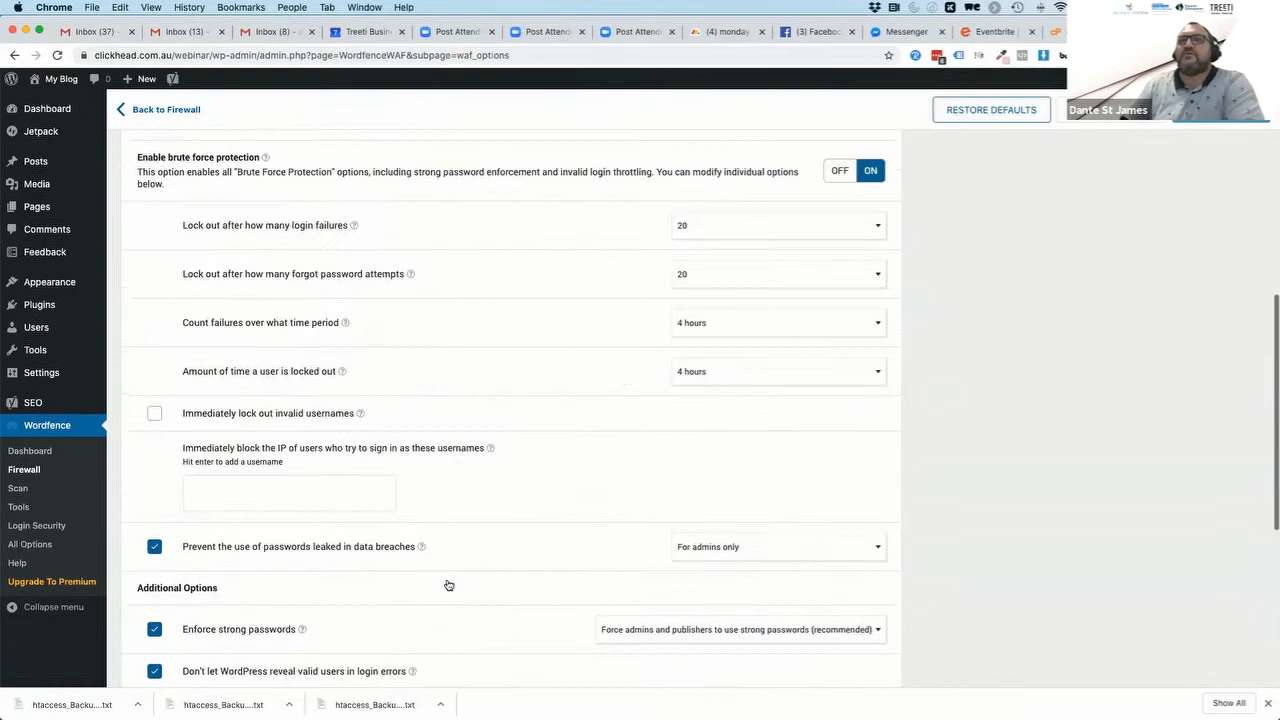 Chrome File Edit View History Bookmarks People Tab Window Help
TREETI
Inbox (37) Inbox (13) Inbox (8) Treeti Busin Post Attend Post Attend Post Attend (4) monday Faceboo Messenger Eventbrite
clickhead.com.au/webinar/wp-admin/admin.php?page=WordfenceWAF&subpage=waf_options
My Blog 0 New
Dante St James
Back to Firewall
RESTORE DEFAULTS
Dashboard
Jetpack
Posts
Media
Pages
Comments
Feedback
Appearance
Plugins
Users
Tools
Settings
SEO
Wordfence
Dashboard
Firewall
Scan
Tools
Login Security
All Options
Help
Upgrade To Premium
Collapse menu
Enable brute force protection
This option enables all "Brute Force Protection" options, including strong password enforcement and invalid login throttling. You can modify individual options
below.
OFF ON
Lock out after how many login failures 20
Lock out after how many forgot password attempts 20
Count failures over what time period 4 hours
Amount of time a user is locked out 4 hours
Immediately lock out invalid usernames
Immediately block the IP of users who try to sign in as these usernames
Hit enter to add a username
Prevent the use of passwords leaked in data breaches For admins only
Additional Options
Enforce strong passwords Force admins and publishers to use strong passwords (recommended)
Don't let WordPress reveal valid users in login errors
htaccess_Backu....txt htaccess_Backu....txt htaccess_Backu....txt Show All